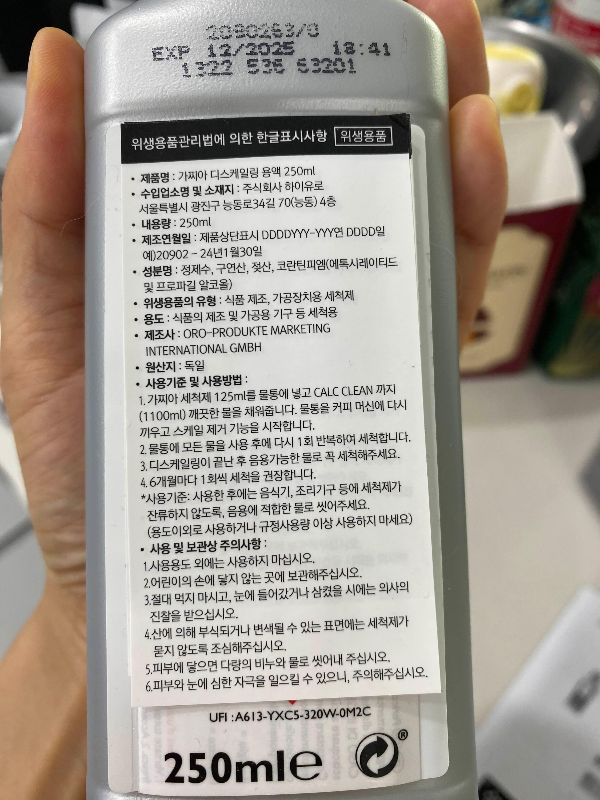 2090263/0
EXP 12/2025 18:41
1322 536 63201
위생용품관리법에 의한 한글표시사항 위생용품
• 제품명 : 가찌아 디스케일링 용액 250ml
• 수입업소명 및 소재지 : 주식회사 하이유로
서울특별시 광진구 능동로34길 70(능동) 4층
• 내용량 : 250ml
• 제조연월일 : 제품상단표시 DDDDYYY-YYY연 DDDD일
예)20902 - 24년1월30일
• 성분명 : 정제수, 구연산, 젖산, 코란틴피엠(에톡시레이티드
및 프로파길 알코올)
• 위생용품의 유형 : 식품 제조, 가공장치용 세척제
• 용도 : 식품의 제조 및 가공용 기구 등 세척용
• 제조사 : ORO-PRODUKTE MARKETING
INTERNATIONAL GMBH
• 원산지 : 독일
• 사용기준 및 사용방법 :
1. 가찌아 세척제 125ml를 물통에 넣고 CALC CLEAN 까지
(1100ml) 깨끗한 물을 채워줍니다. 물통을 커피 머신에 다시
끼우고 스케일 제거 기능을 시작합니다.
2. 물통에 모든 물을 사용 후에 다시 1회 반복하여 세척합니다.
3. 디스케일링이 끝난 후 음용가능한 물로 꼭 세척해주세요.
4. 6개월마다 1회씩 세척을 권장합니다.
*사용기준: 사용한 후에는 음식기, 조리기구 등에 세척제가
잔류하지 않도록, 음용에 적합한 물로 씻어주세요.
(용도이외로 사용하거나 규정사용량 이상 사용하지 마세요)
• 사용 및 보관상 주의사항 :
1.사용용도 외에는 사용하지 마십시오.
2.어린이의 손에 닿지 않는 곳에 보관해주십시오.
3.절대 먹지 마시고, 눈에 들어갔거나 삼켰을 시에는 의사의
진찰을 받으십시오.
4.산에 의해 부식되거나 변색될 수 있는 표면에는 세척제가
묻지 않도록 조심해주십시오.
5.피부에 닿으면 다량의 비누와 물로 씻어내 주십시오.
6.피부와 눈에 심한 자극을 일으킬 수 있으니, 주의해주십시오.
UFI :A613-YXC5-320W-0M2C
250ml℮ ®